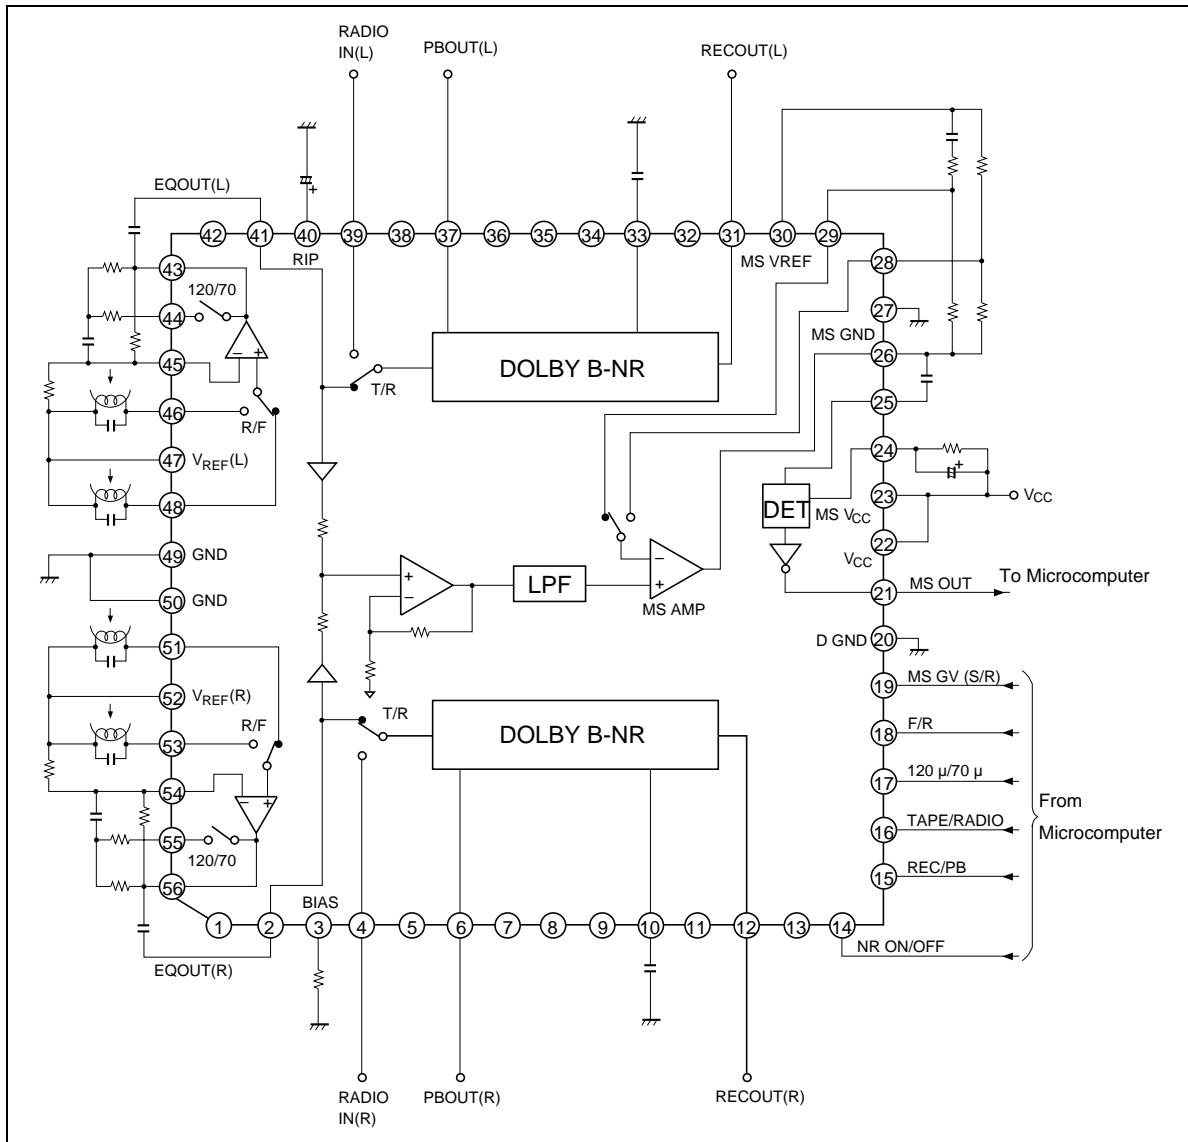 RADIO
IN(L)
PBOUT(L)
RECOUT(L)
EQOUT(L)
+
42 41 40 39 38 37 36 35 34 33 32 31 30 29
RIP
MS VREF
43
28
120/70
44
27
MS GND
− +
45
DOLBY B-NR
26
T/R
46
25
R/F
47
VREF(L)
24
+
48
DET
MS VCC
23
VCC
22
VCC
49
GND
− +
+ −
LPF
MS AMP
21
MS OUT
To Microcomputer
50
GND
D GND
20
51
19
MS GV (S/R)
52
VREF(R)
T/R
R/F
DOLBY B-NR
18
F/R
53
17
120 µ/70 µ
54
− +
From
Microcomputer
16
TAPE/RADIO
55
120/70
15
REC/PB
56
BIAS
1 2 3 4 5 6 7 8 9 10 11 12 13 14
NR ON/OFF
EQOUT(R)
RADIO
IN(R)
PBOUT(R)
RECOUT(R)